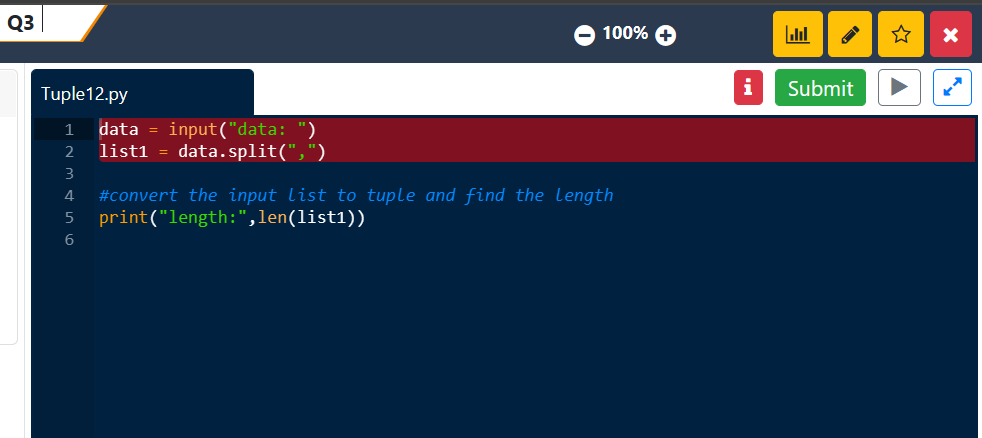 Q3
100%
Tuple12.py
Submit
1 data = input("data: ")
2 list1 = data.split(",")
3
4 #convert the input list to tuple and find the length
5 print("length:",len(list1))
6